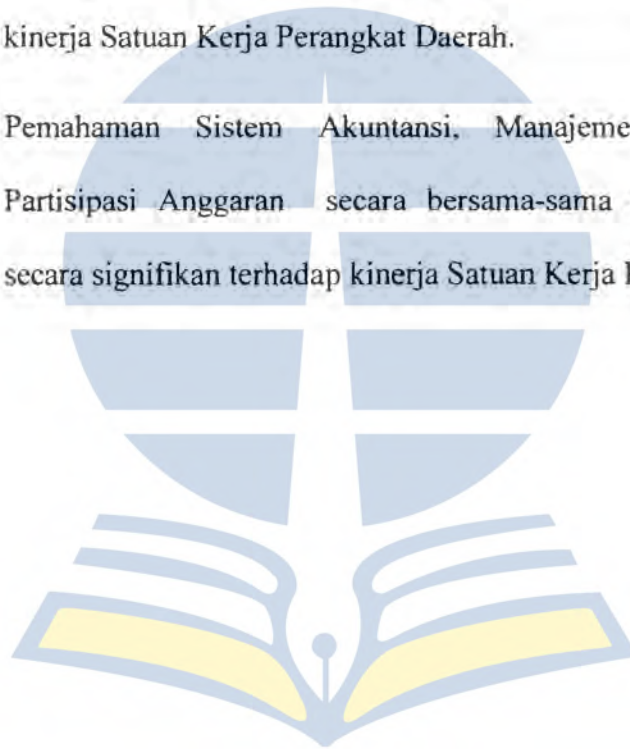 kinerja Satuan Kerja Perangkat Daerah.
Pemahaman Sistem Akuntansi, Manajeme
Partisipasi Anggaran secara bersama-sama
secara signifikan terhadap kinerja Satuan Kerja